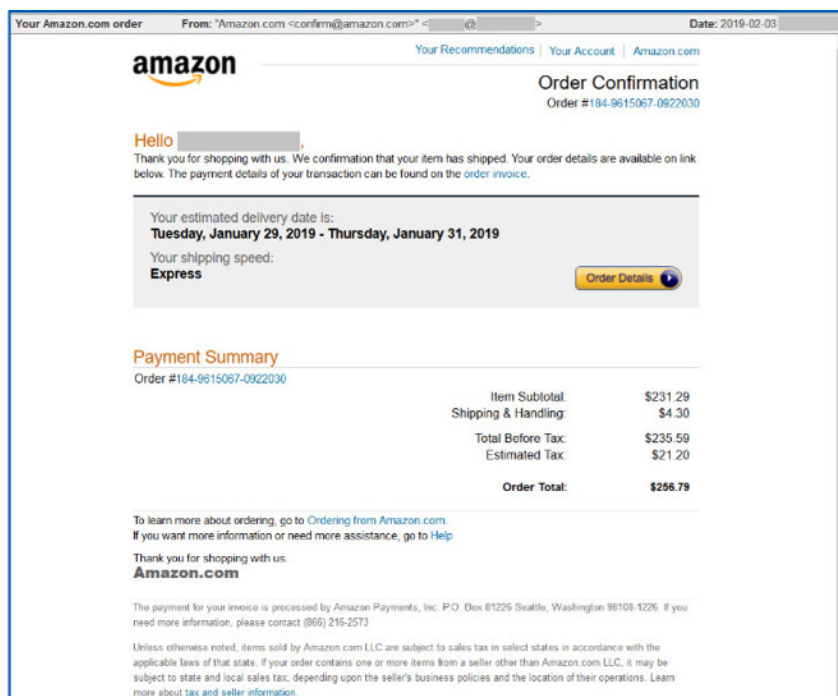 Your Amazon.com order From: "Amazon.com <confirm@amazon.com>" < @ > Date: 2019-02-03
Your Recommendations | Your Account | Amazon.com
amazon
Order Confirmation
Order #184-9615067-0922030
Hello ,
Thank you for shopping with us. We confirmation that your item has shipped. Your order details are available on link
below. The payment details of your transaction can be found on the order invoice.
Your estimated delivery date is:
Tuesday, January 29, 2019 - Thursday, January 31, 2019
Your shipping speed:
Express
Order Details
Payment Summary
Order #184-9615067-0922030
Item Subtotal: $231.29
Shipping & Handling: $4.30
Total Before Tax: $235.59
Estimated Tax: $21.20
Order Total: $256.79
To learn more about ordering, go to Ordering from Amazon.com.
If you want more information or need more assistance, go to Help
Thank you for shopping with us.
Amazon.com
The payment for your invoice is processed by Amazon Payments, Inc. P.O. Box 81226 Seattle, Washington 98108-1226. If you
need more information, please contact (866) 216-2573
Unless otherwise noted, items sold by Amazon.com LLC are subject to sales tax in select states in accordance with the
applicable laws of that state. If your order contains one or more items from a seller other than Amazon.com LLC, it may be
subject to state and local sales tax, depending upon the seller's business policies and the location of their operations. Learn
more about tax and seller information.